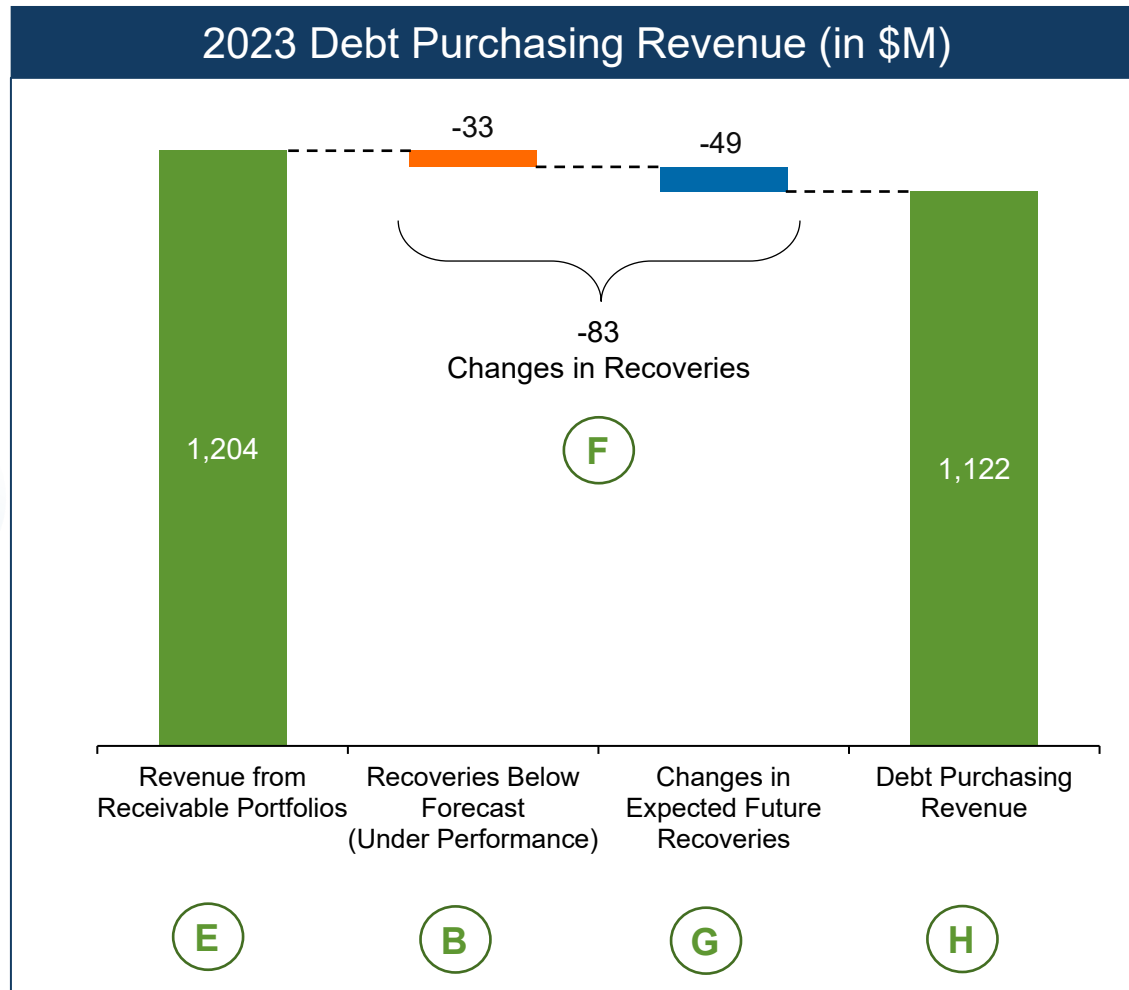 2023 Debt Purchasing Revenue (in $M)
-33
-49
-83
Changes in Recoveries
F
1,204
1,122
Revenue from
Receivable Portfolios
Recoveries Below
Forecast
(Under Performance)
Changes in
Expected Future
Recoveries
Debt Purchasing
Revenue
E
B
G
H